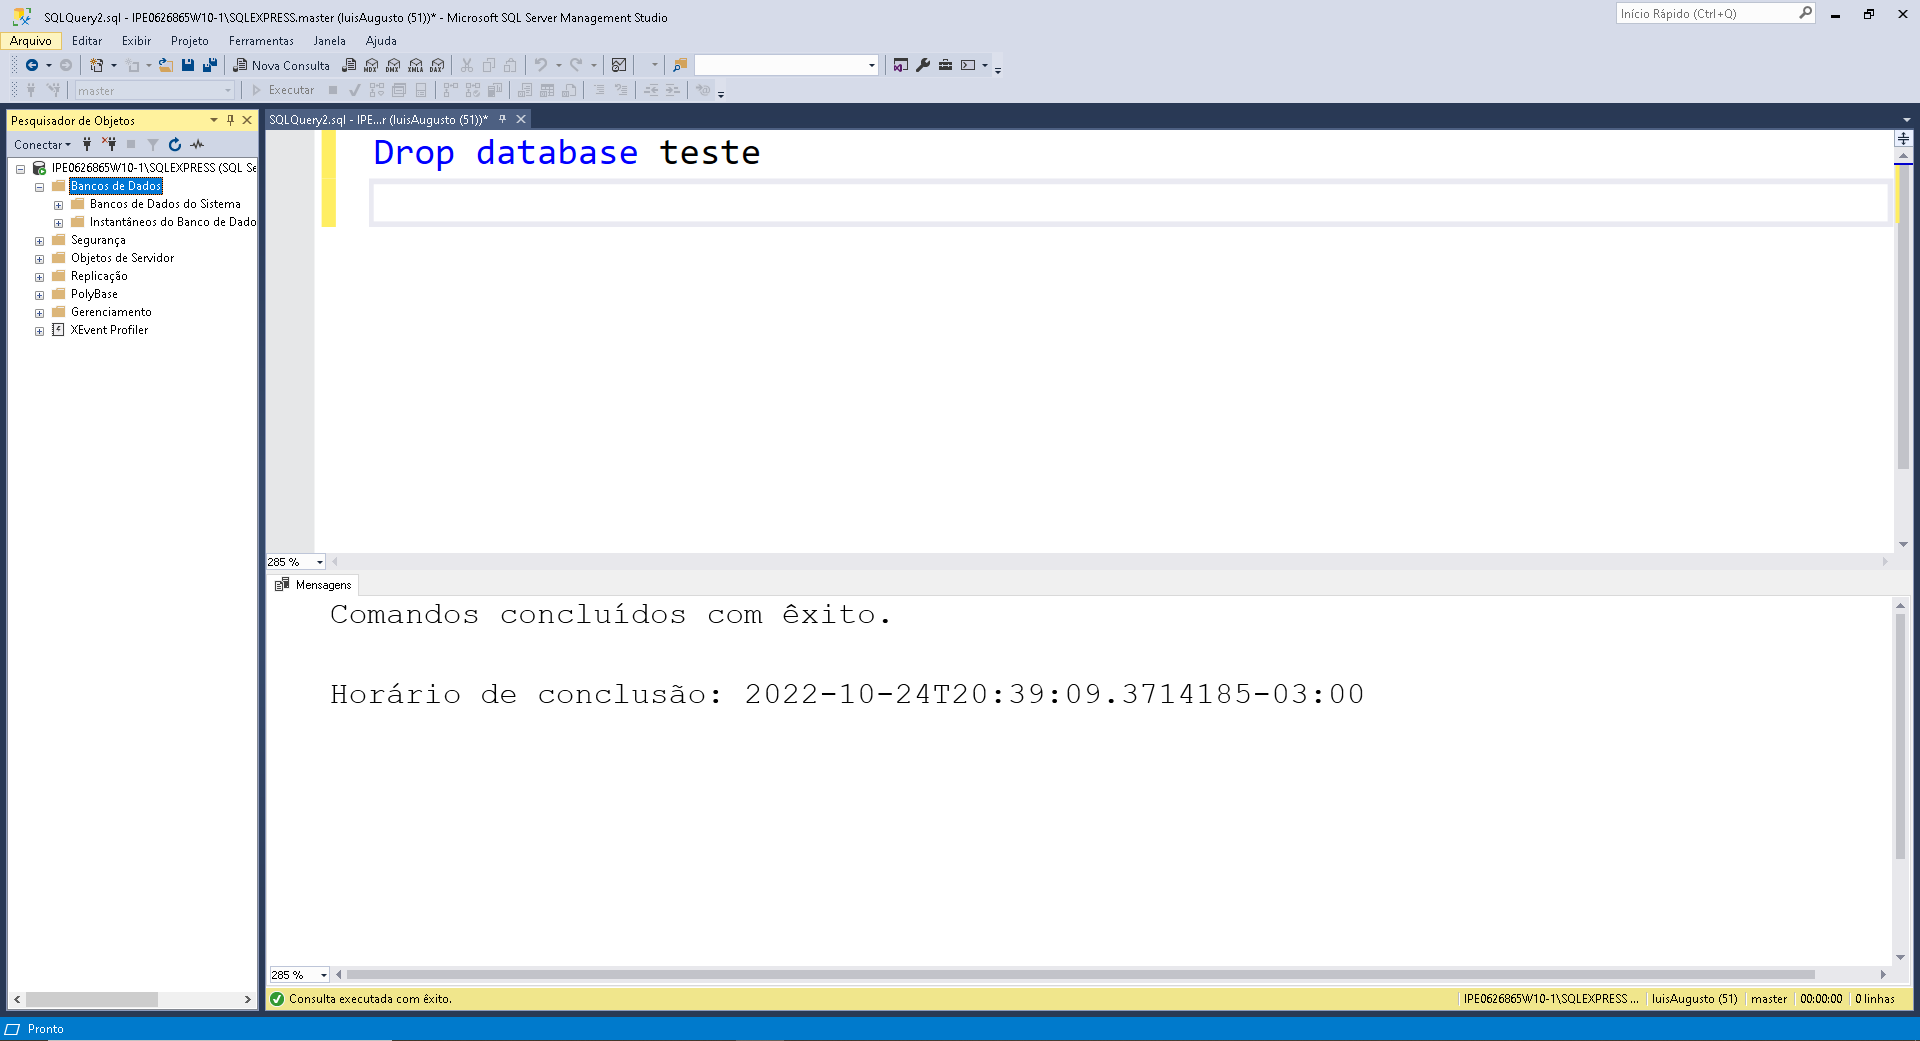 SQLQuery2.sql - IPE0626865W10-1\SQLEXPRESS.master (luisAugusto (51))* - Microsoft SQL Server Management Studio
Início Rápido (Ctrl+Q)
Arquivo Editar Exibir Projeto Ferramentas Janela Ajuda
Nova Consulta MDX DMX XMLA DAX
master Executar
Pesquisador de Objetos
SQLQuery2.sql - IPE...r (luisAugusto (51))*
Conectar
IPE0626865W10-1\SQLEXPRESS (SQL Se
Bancos de Dados
Bancos de Dados do Sistema
Instantâneos do Banco de Dado
Segurança
Objetos de Servidor
Replicação
PolyBase
Gerenciamento
XEvent Profiler
Drop database teste
285 %
Mensagens
Comandos concluídos com êxito.
Horário de conclusão: 2022-10-24T20:39:09.3714185-03:00
285 %
Consulta executada com êxito.
IPE0626865W10-1\SQLEXPRESS ... luisAugusto (51) master 00:00:00 0 linhas
Pronto